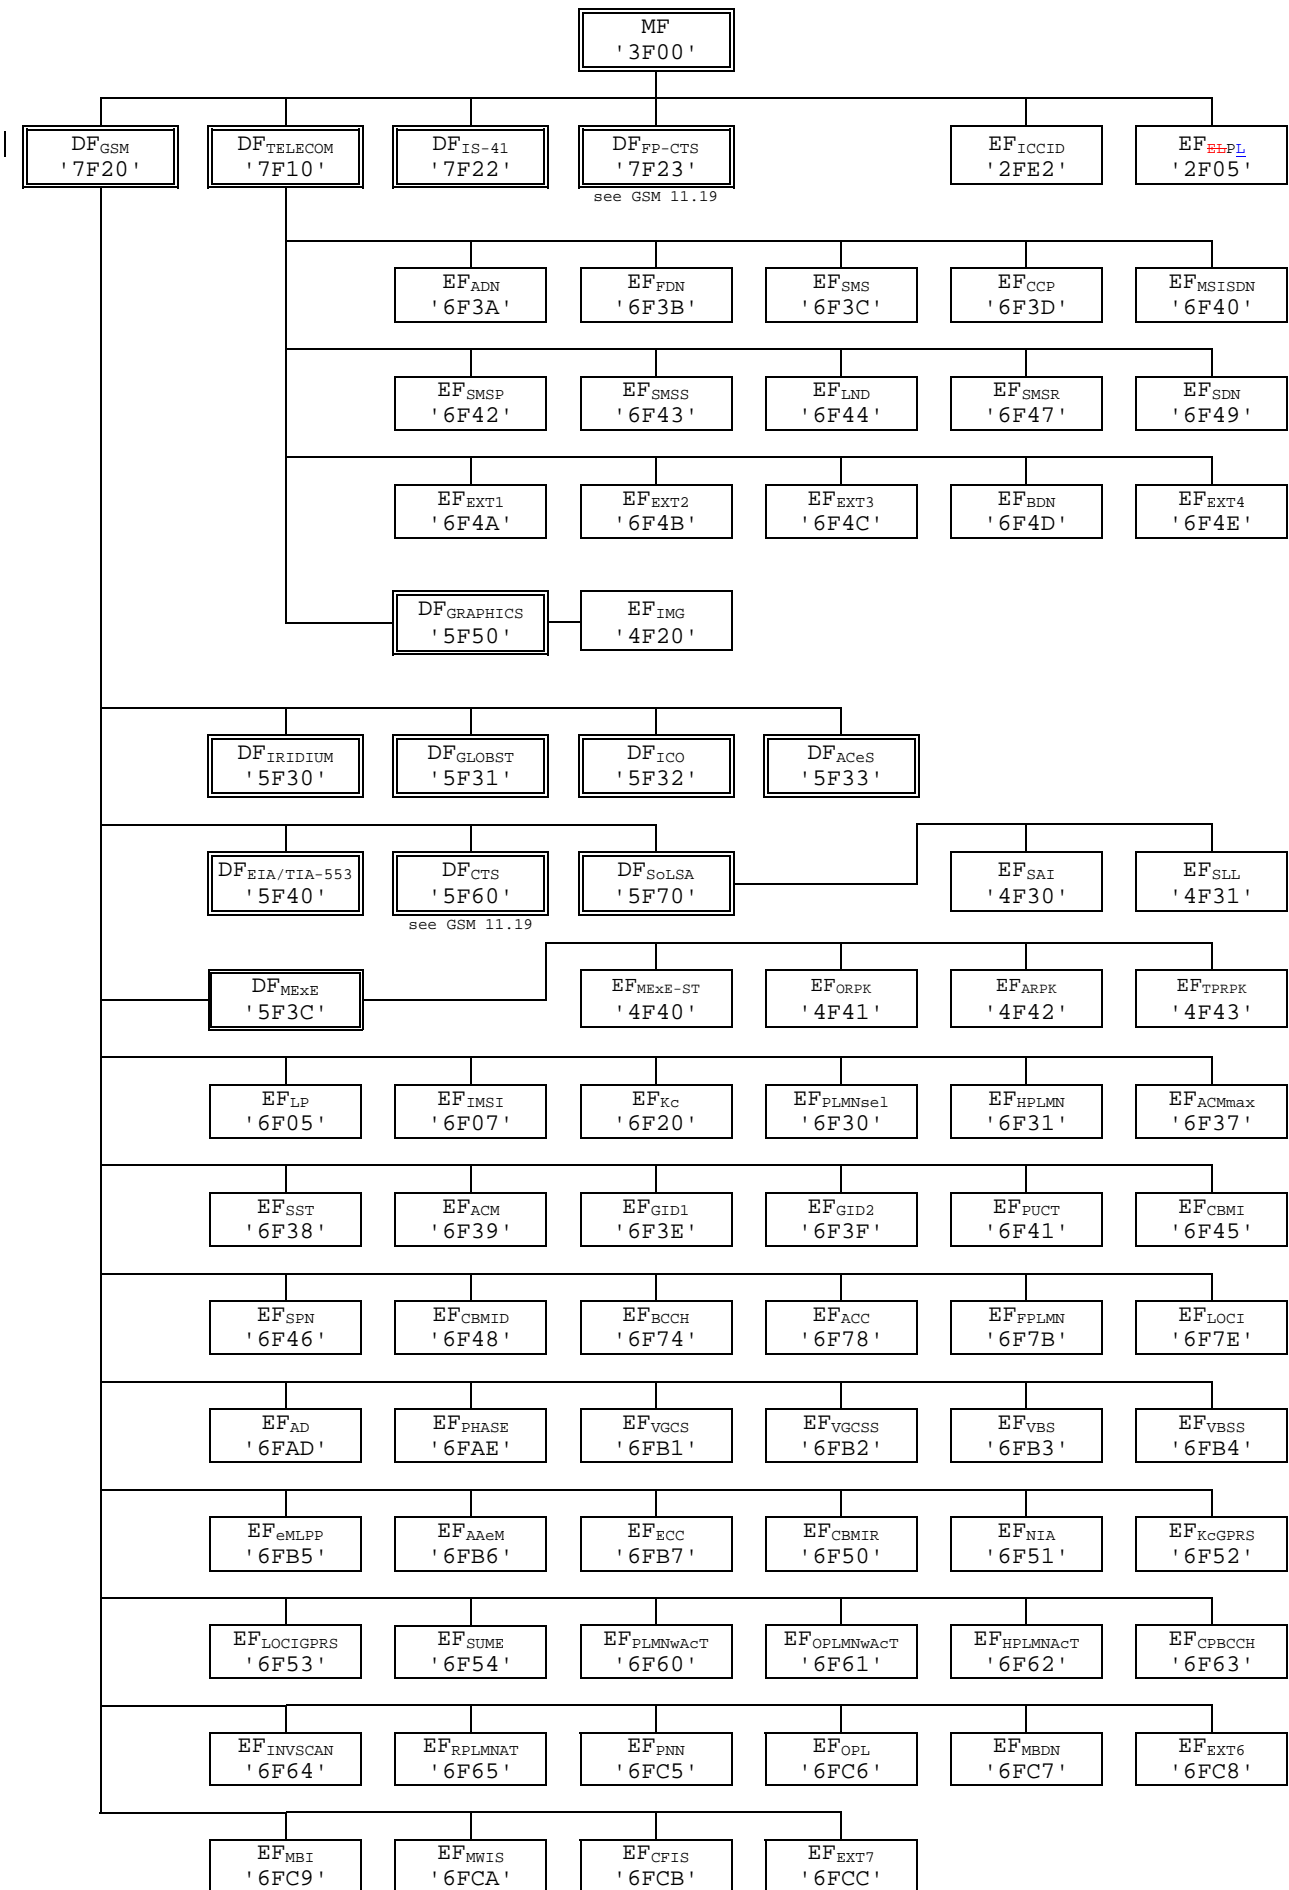 MF
'3F00'
DFGSM DFTELECOM DFIS-41 DFFP-CTS EFICCID EFELPL
'7F20' '7F10' '7F22' '7F23' '2FE2' '2F05'
see GSM 11.19
EFADN EFFDN EFSMS EFCCP EFMSISDN
'6F3A' '6F3B' '6F3C' '6F3D' '6F40'
EFSMSP EFSMSS EFLND EFSMSR EFSDN
'6F42' '6F43' '6F44' '6F47' '6F49'
EFEXT1 EFEXT2 EFEXT3 EFBDN EFEXT4
'6F4A' '6F4B' '6F4C' '6F4D' '6F4E'
DFGRAPHICS EFIMG
'5F50' '4F20'
DFIRIDIUM DFGLOBST DFICO DFACeS
'5F30' '5F31' '5F32' '5F33'
DFEIA/TIA-553 DFCTS DFSoLSA EFSAI EFSLL
'5F40' '5F60' '5F70' '4F30' '4F31'
see GSM 11.19
DFMExE EFMExE-ST EFORPK EFARPK EFTPRPK
'5F3C' '4F40' '4F41' '4F42' '4F43'
EFLP EFIMSI EFKc EFPLMNsel EFHPLMN EFACMmax
'6F05' '6F07' '6F20' '6F30' '6F31' '6F37'
EFSST EFACM EFGID1 EFGID2 EFPUCT EFCBMI
'6F38' '6F39' '6F3E' '6F3F' '6F41' '6F45'
EFSPN EFCBMID EFBCCH EFACC EFFPLMN EFLOCI
'6F46' '6F48' '6F74' '6F78' '6F7B' '6F7E'
EFAD EFPHASE EFVGCS EFVGCSS EFVBS EFVBSS
'6FAD' '6FAE' '6FB1' '6FB2' '6FB3' '6FB4'
EFeMLPP EFAAeM EFECC EFCBMIR EFNIA EFKcGPRS
'6FB5' '6FB6' '6FB7' '6F50' '6F51' '6F52'
EFLOCIGPRS EFSUME EFPLMNwAcT EFOPLMNwAcT EFHPLMNAcT EFCPBCCH
'6F53' '6F54' '6F60' '6F61' '6F62' '6F63'
EFINVSCAN EFRPLMNAT EFPNN EFOPL EFMBDN EFEXT6
'6F64' '6F65' '6FC5' '6FC6' '6FC7' '6FC8'
EFMBI EFMWIS EFCFIS EFEXT7
'6FC9' '6FCA' '6FCB' '6FCC'